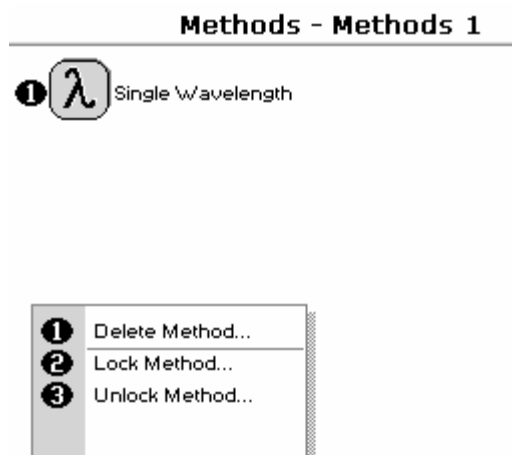 Methods - Methods 1
❶ λ Single Wavelength
❶ Delete Method...
❷ Lock Method...
❸ Unlock Method...